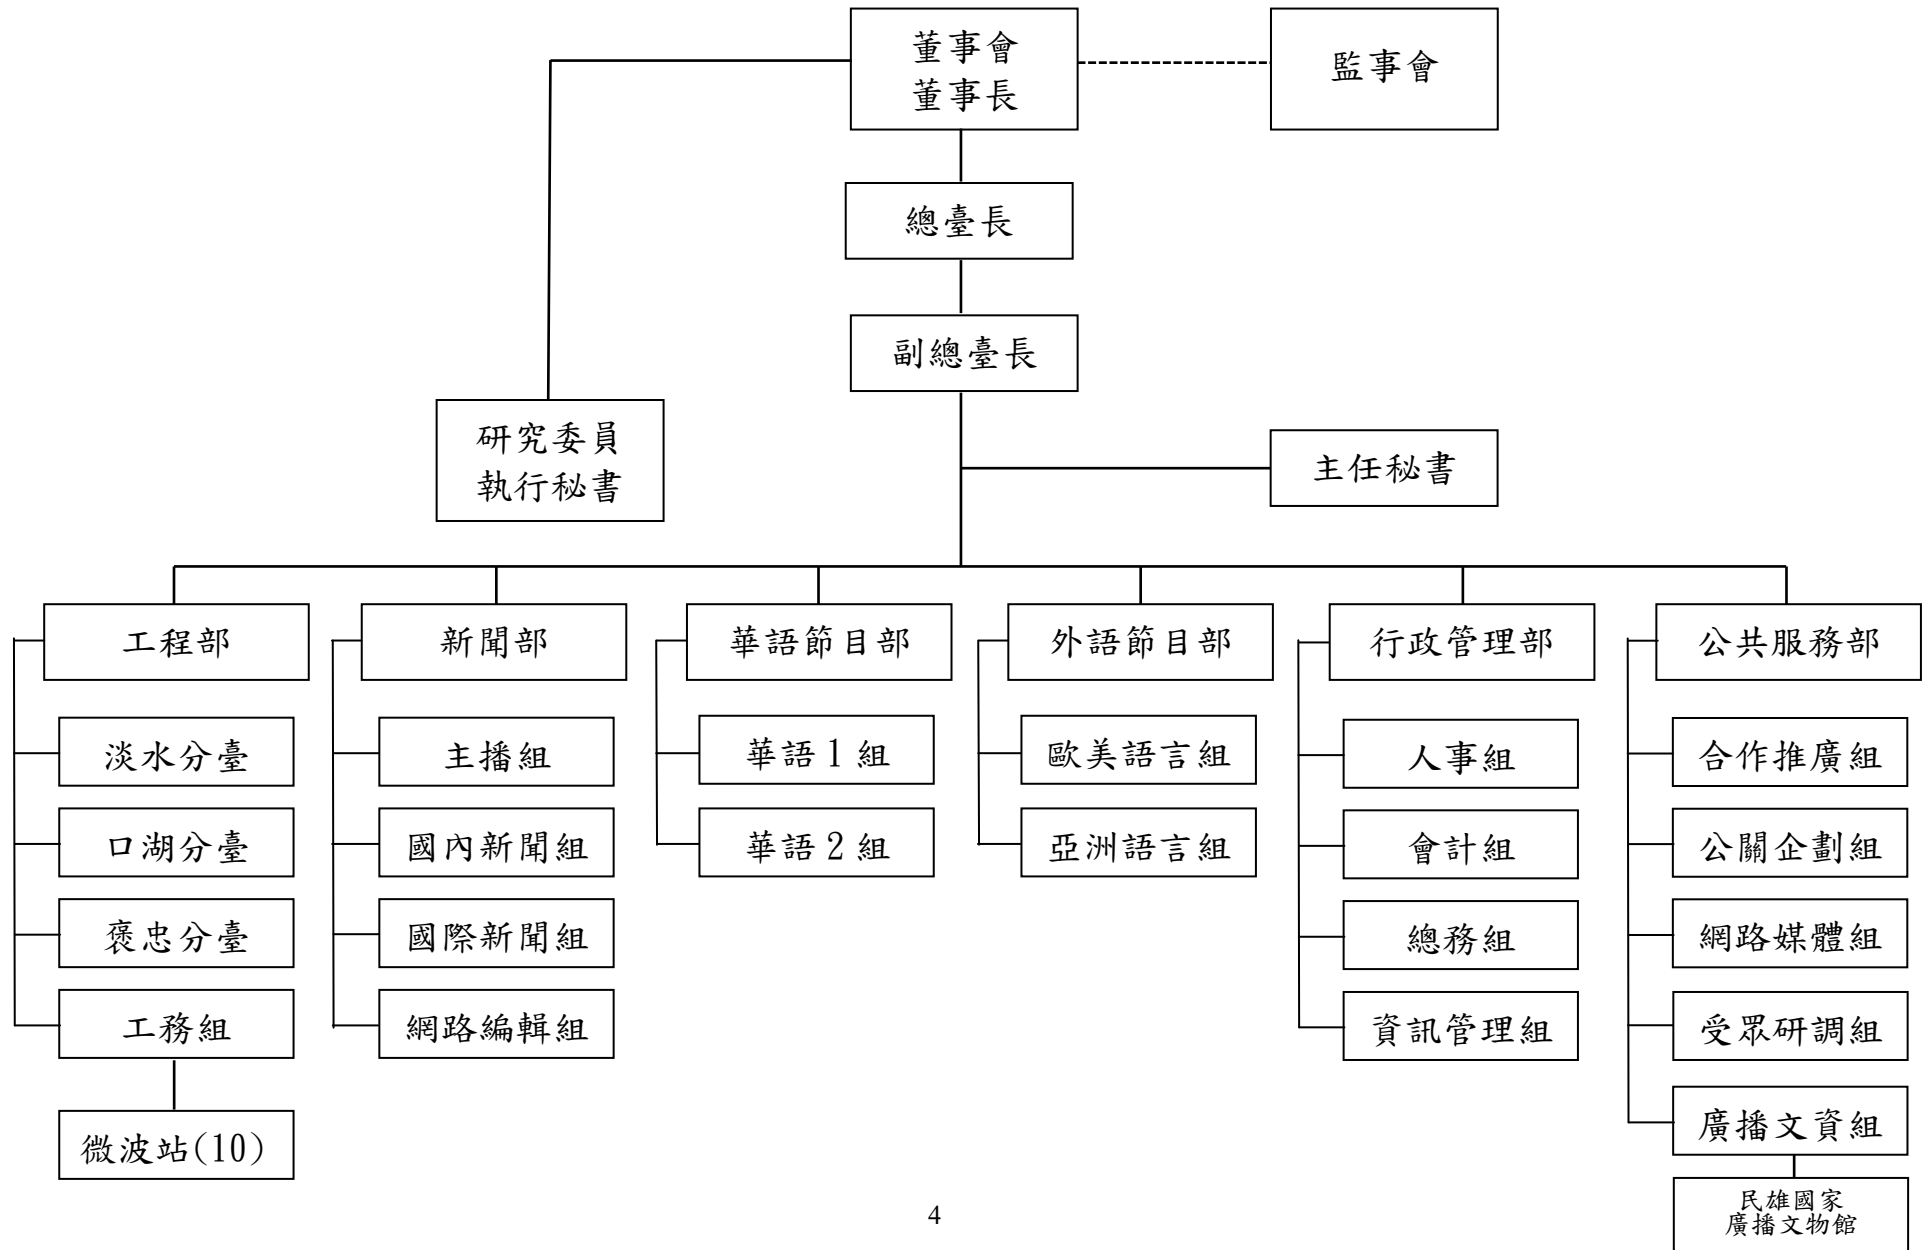 董事會
董事長
監事會
總臺長
副總臺長
研究委員
執行秘書
主任秘書
工程部
新聞部
華語節目部
外語節目部
行政管理部
公共服務部
淡水分臺
主播組
華語1組
歐美語言組
人事組
合作推廣組
口湖分臺
國內新聞組
華語2組
亞洲語言組
會計組
公關企劃組
褒忠分臺
國際新聞組
總務組
網路媒體組
工務組
網路編輯組
資訊管理組
受眾研調組
微波站(10)
廣播文資組
民雄國家
廣播文物館
4